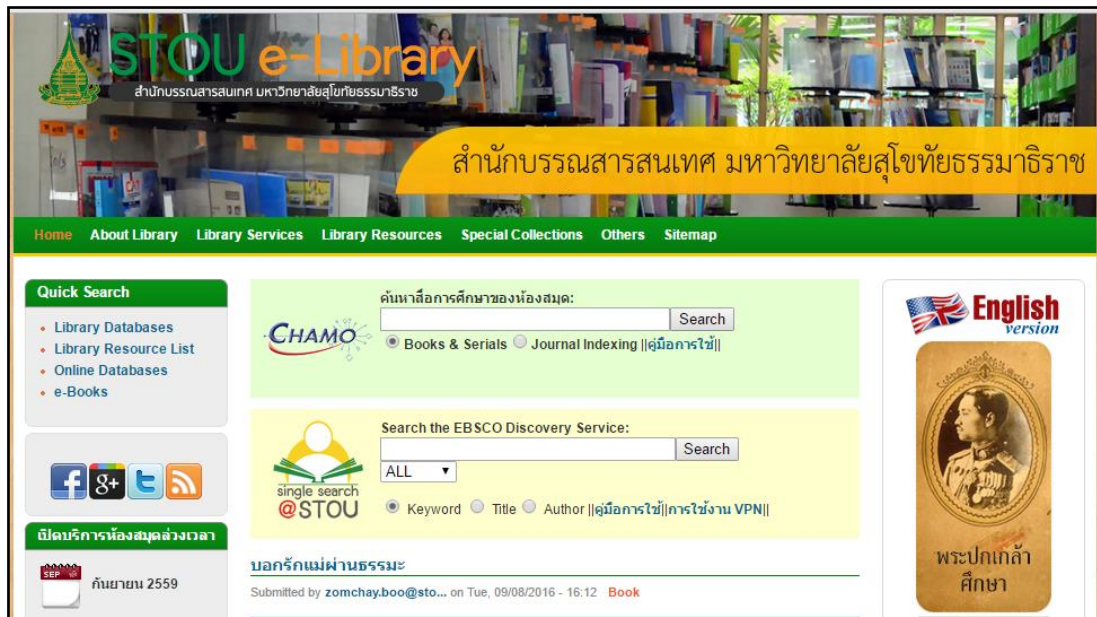 STOU e-Library
สำนักบรรณสารสนเทศ มหาวิทยาลัยสุโขทัยธรรมาธิราช
สำนักบรรณสารสนเทศ มหาวิทยาลัยสุโขทัยธรรมาธิราช
Home About Library Library Services Library Resources Special Collections Others Sitemap
Quick Search
Library Databases
Library Resource List
Online Databases
e-Books
g+
เปิดบริการห้องสมุดล่วงเวลา
SEP
กันยายน 2559
CHAMO
ค้นหาสื่อการศึกษาของห้องสมุด:
Search
Books & Serials Journal Indexing ||คู่มือการใช้||
single search
@STOU
Search the EBSCO Discovery Service:
Search
ALL
Keyword Title Author ||คู่มือการใช้||การใช้งาน VPN||
บอกรักแม่ผ่านธรรมะ
Submitted by zomchay.boo@sto... on Tue, 09/08/2016 - 16:12 Book
English
version
พระปกเกล้า
ศึกษา